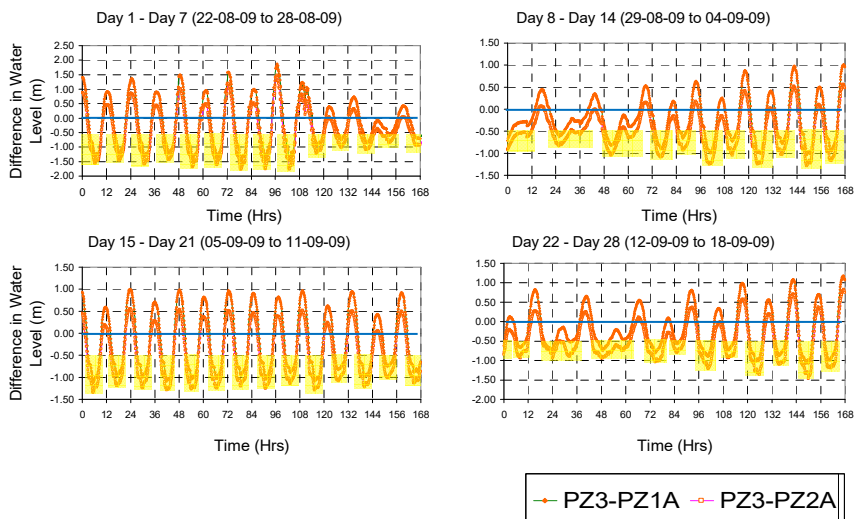 Day 1 - Day 7 (22-08-09 to 28-08-09)
Difference in Water
Level (m)
2.50
2.00
1.50
1.00
0.50
0.00
-0.50
-1.00
-1.50
-2.00
0 12 24 36 48 60 72 84 96 108 120 132 144 156 168
Time (Hrs)
Day 8 - Day 14 (29-08-09 to 04-09-09)
1.50
1.00
0.50
0.00
-0.50
-1.00
-1.50
0 12 24 36 48 60 72 84 96 108 120 132 144 156 168
Time (Hrs)
Day 15 - Day 21 (05-09-09 to 11-09-09)
Difference in Water
Level (m)
1.50
1.00
0.50
0.00
-0.50
-1.00
-1.50
0 12 24 36 48 60 72 84 96 108 120 132 144 156 168
Time (Hrs)
Day 22 - Day 28 (12-09-09 to 18-09-09)
1.50
1.00
0.50
0.00
-0.50
-1.00
-1.50
-2.00
0 12 24 36 48 60 72 84 96 108 120 132 144 156 168
Time (Hrs)
PZ3-PZ1A PZ3-PZ2A